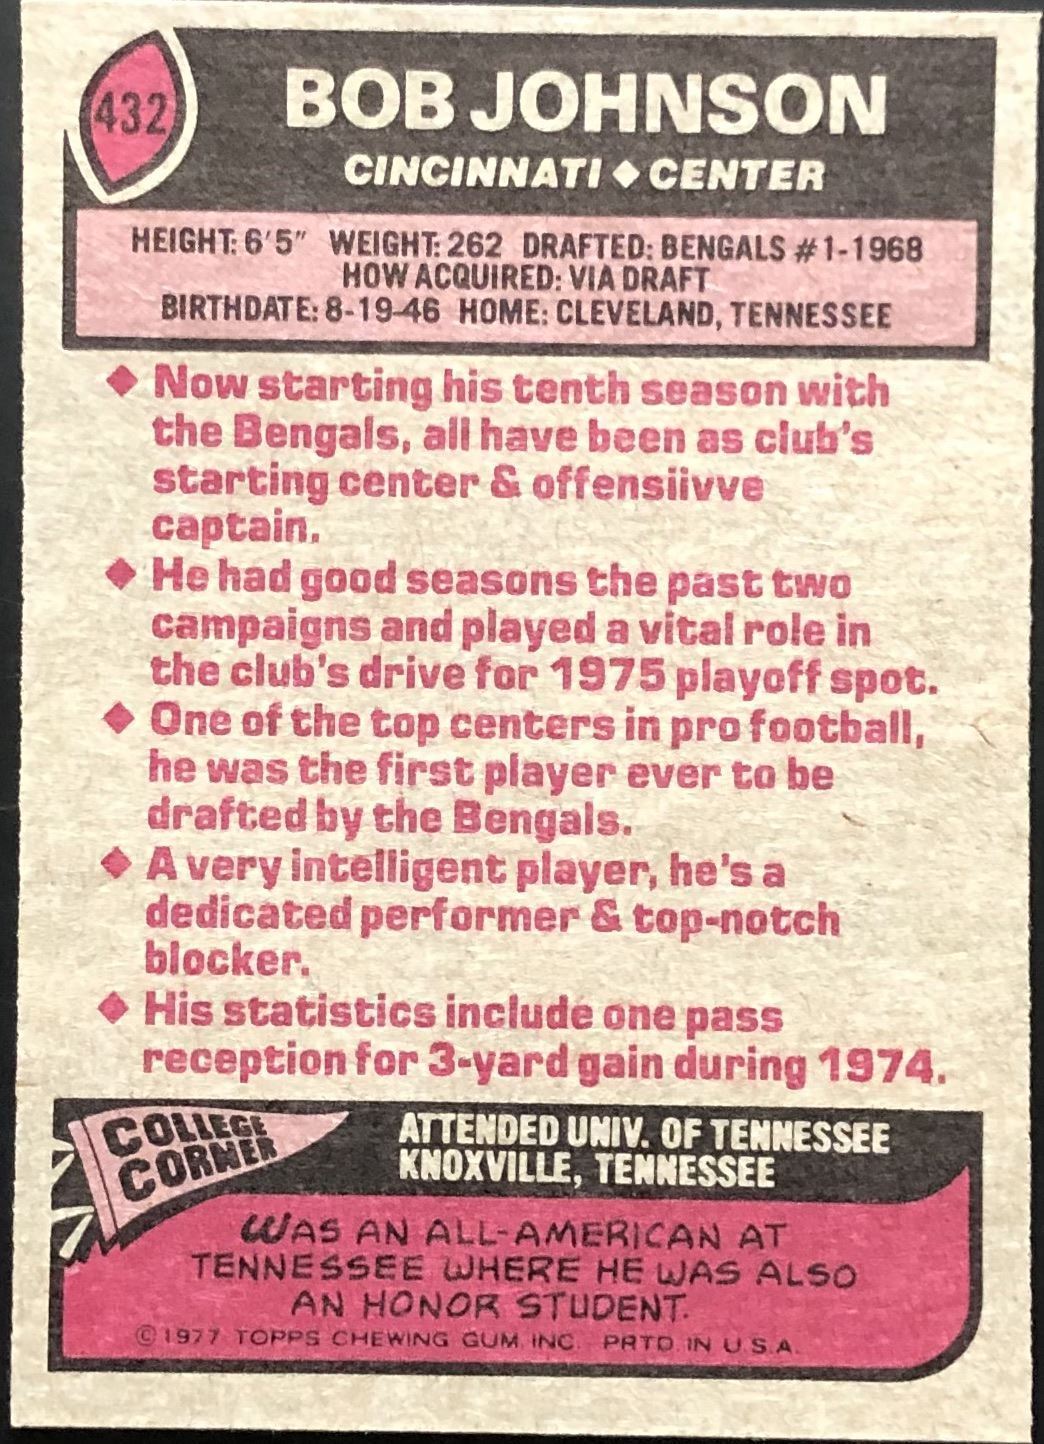 432
BOB JOHNSON
CINCINNATI ◆ CENTER
HEIGHT: 6'5" WEIGHT: 262 DRAFTED: BENGALS #1-1968
HOW ACQUIRED: VIA DRAFT
BIRTHDATE: 8-19-46 HOME: CLEVELAND, TENNESSEE
◆ Now starting his tenth season with
the Bengals, all have been as club's
starting center & offensiivve
captain.
◆ He had good seasons the past two
campaigns and played a vital role in
the club's drive for 1975 playoff spot.
◆ One of the top centers in pro football,
he was the first player ever to be
drafted by the Bengals.
◆ A very intelligent player, he's a
dedicated performer & top-notch
blocker.
◆ His statistics include one pass
reception for 3-yard gain during 1974.
COLLEGE
CORNER
ATTENDED UNIV. OF TENNESSEE
KNOXVILLE, TENNESSEE
WAS AN ALL-AMERICAN AT
TENNESSEE WHERE HE WAS ALSO
AN HONOR STUDENT.
©1977 TOPPS CHEWING GUM, INC. PRTD. IN U.S.A.